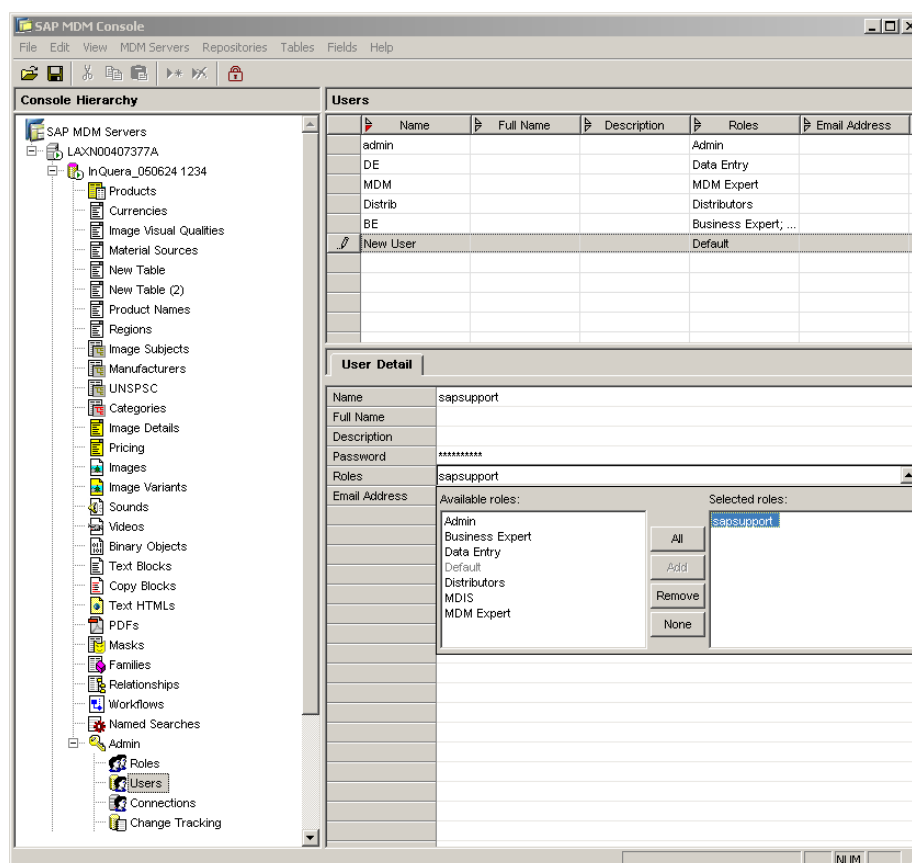 SAP MDM Console
File Edit View MDM Servers Repositories Tables Fields Help
Console Hierarchy
SAP MDM Servers
LAXN00407377A
InQuera_050624 1234
Products
Currencies
Image Visual Qualities
Material Sources
New Table
New Table (2)
Product Names
Regions
Image Subjects
Manufacturers
UNSPSC
Categories
Image Details
Pricing
Images
Image Variants
Sounds
Videos
Binary Objects
Text Blocks
Copy Blocks
Text HTMLs
PDFs
Masks
Families
Relationships
Workflows
Named Searches
Admin
Roles
Users
Connections
Change Tracking
Users
Name Full Name Description Roles Email Address
admin Admin
DE Data Entry
MDM MDM Expert
Distrib Distributors
BE Business Expert; ...
New User Default
User Detail
Name sapsupport
Full Name
Description
Password **********
Roles sapsupport
Email Address
Available roles:
Admin
Business Expert
Data Entry
Default
Distributors
MDIS
MDM Expert
All
Add
Remove
None
Selected roles:
sapsupport
NUM